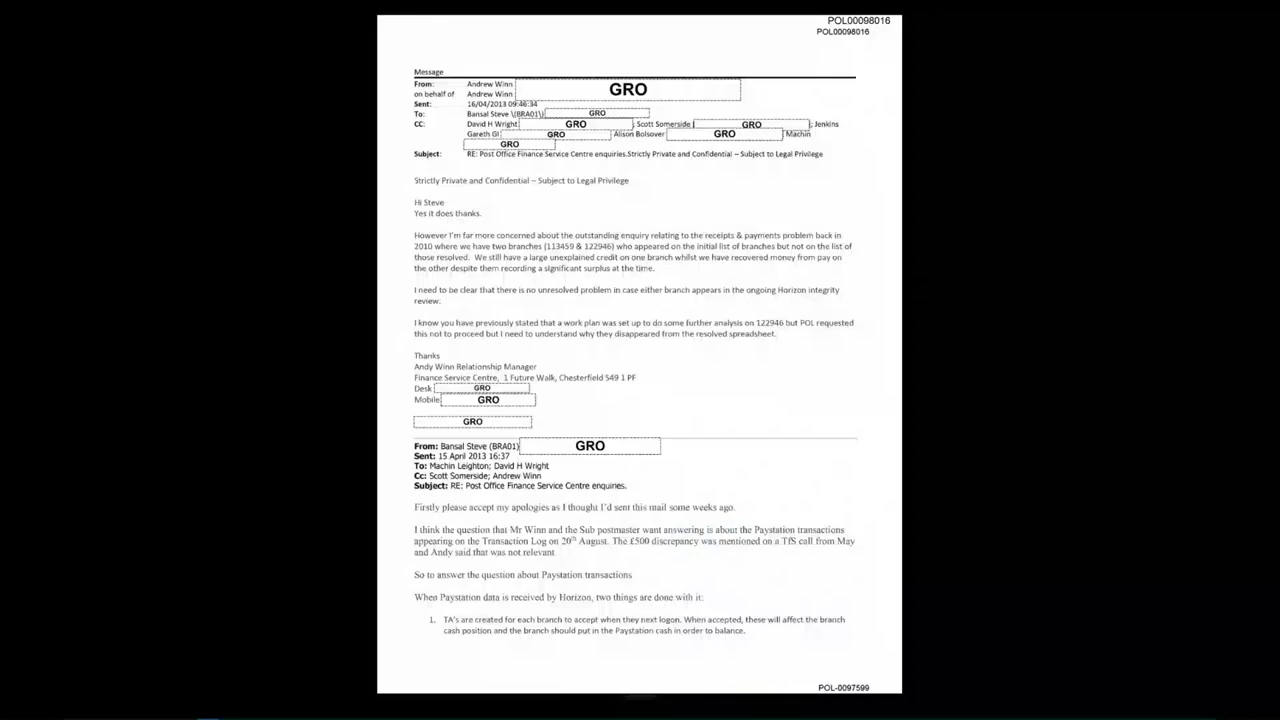 POL00098016
POL00098016
Message
From: Andrew Winn GRO
on behalf of Andrew Winn
Sent: 16/04/2013 09:46:34
To: Bansal Steve \(BRA01\) GRO
CC: David H Wright GRO ; Scott Somerside GRO ; Jenkins
Gareth GI GRO Alison Bolsover GRO Machin
GRO
Subject: RE: Post Office Finance Service Centre enquiries.Strictly Private and Confidential – Subject to Legal Privilege
Strictly Private and Confidential – Subject to Legal Privilege
Hi Steve
Yes it does thanks.
However I'm far more concerned about the outstanding enquiry relating to the receipts & payments problem back in
2010 where we have two branches (113459 & 122946) who appeared on the initial list of branches but not on the list of
those resolved. We still have a large unexplained credit on one branch whilst we have recovered money from pay on
the other despite them recording a significant surplus at the time.
I need to be clear that there is no unresolved problem in case either branch appears in the ongoing Horizon integrity
review.
I know you have previously stated that a work plan was set up to do some further analysis on 122946 but POL requested
this not to proceed but I need to understand why they disappeared from the resolved spreadsheet.
Thanks
Andy Winn Relationship Manager
Finance Service Centre, 1 Future Walk, Chesterfield S49 1 PF
Desk GRO
Mobile GRO
GRO
From: Bansal Steve (BRA01) GRO
Sent: 15 April 2013 16:37
To: Machin Leighton; David H Wright
Cc: Scott Somerside; Andrew Winn
Subject: RE: Post Office Finance Service Centre enquiries.
Firstly please accept my apologies as I thought I'd sent this mail some weeks ago.
I think the question that Mr Winn and the Sub postmaster want answering is about the Paystation transactions
appearing on the Transaction Log on 20th August. The £500 discrepancy was mentioned on a TfS call from May
and Andy said that was not relevant
So to answer the question about Paystation transactions
When Paystation data is received by Horizon, two things are done with it:
1. TA's are created for each branch to accept when they next logon. When accepted, these will affect the branch
cash position and the branch should put in the Paystation cash in order to balance.
POL-0097599